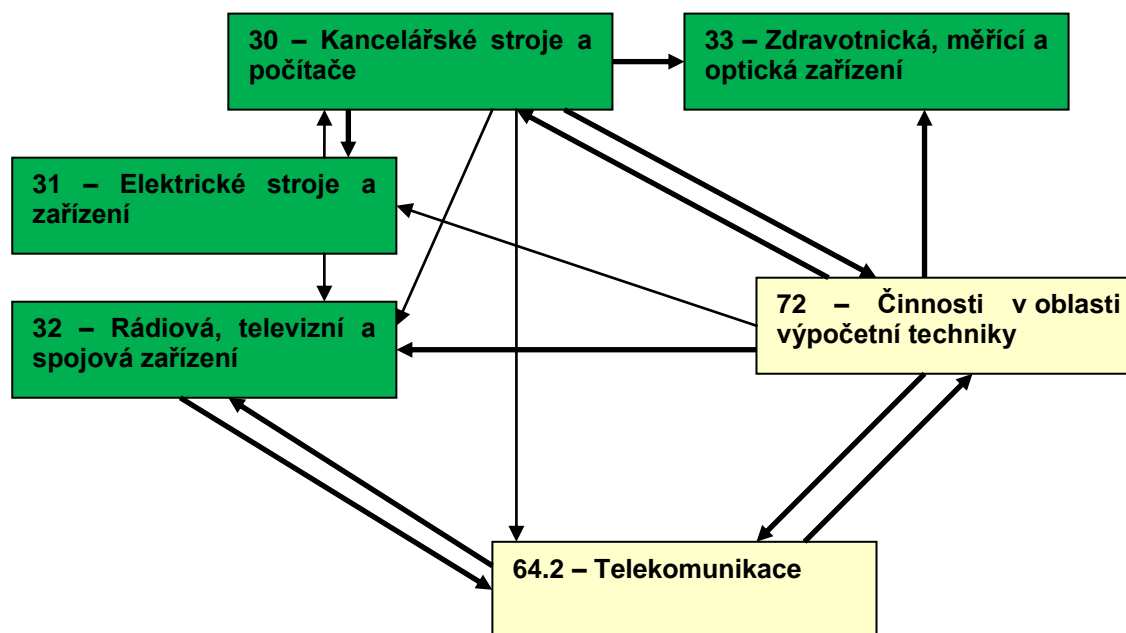 30 – Kancelářské stroje a
počítače
33 – Zdravotnická, měřící a
optická zařízení
31 – Elektrické stroje a
zařízení
72 – Činnosti v oblasti
výpočetní techniky
32 – Rádiová, televizní a
spojová zařízení
64.2 – Telekomunikace